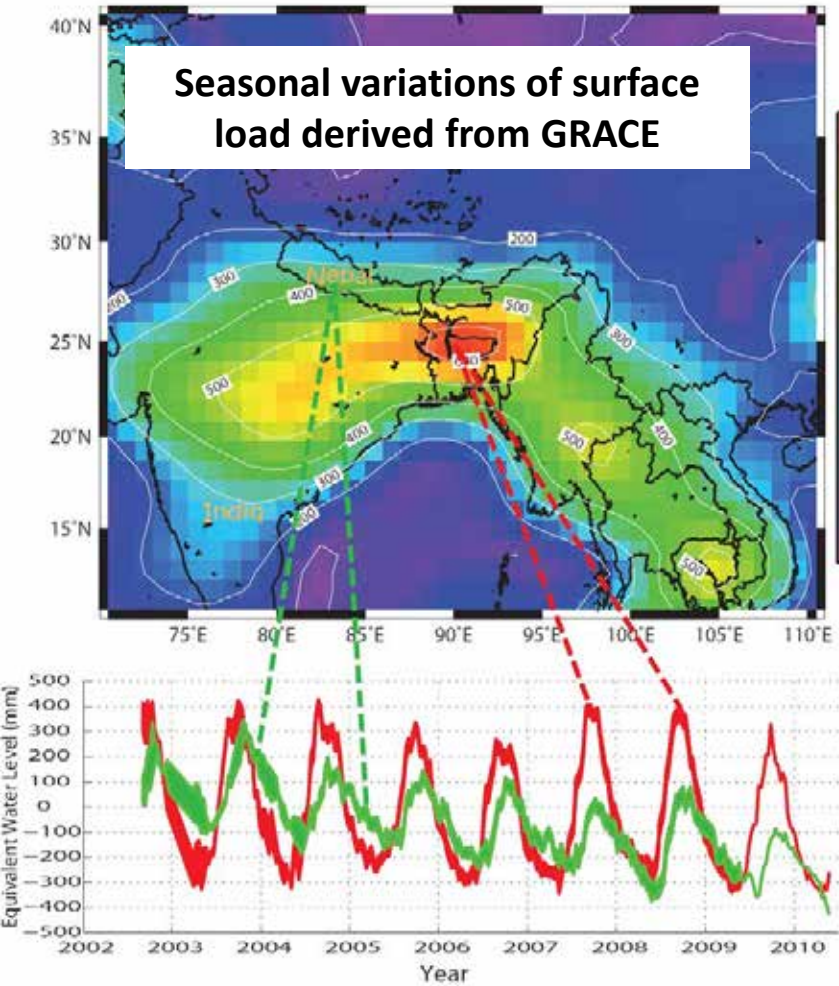 Seasonal variations of surface
load derived from GRACE
40°N
35°N
30°N
25°N
20°N
15°N
200
300
Nepal
400
500
200
300
500
400
500
400
300
India
500
75°E 80°E 85°E 90°E 95°E 100°E 105°E 110°E
Equivalent Water Level (mm)
500
400
300
200
100
0
−100
−200
−300
−400
−500
2002 2003 2004 2005 2006 2007 2008 2009 2010
Year